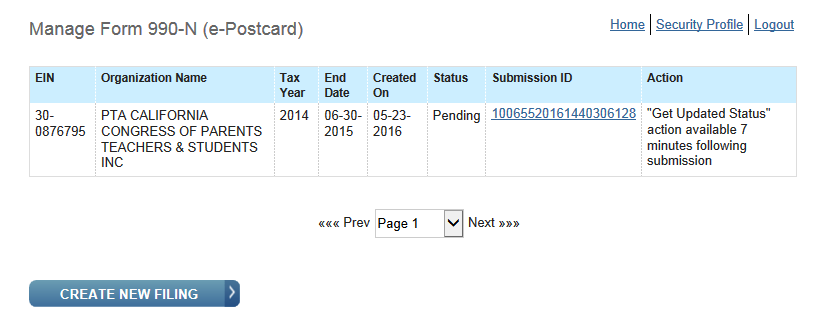 Manage Form 990-N (e-Postcard)
Home Security Profile Logout
EIN Organization Name Tax Year End Date Created On Status Submission ID Action
30-
0876795
PTA CALIFORNIA
CONGRESS OF PARENTS
TEACHERS & STUDENTS
INC
2014
06-30-
2015
05-23-
2016
Pending
10065520161440306128
"Get Updated Status"
action available 7
minutes following
submission
««« Prev Page 1 Next »»»
CREATE NEW FILING